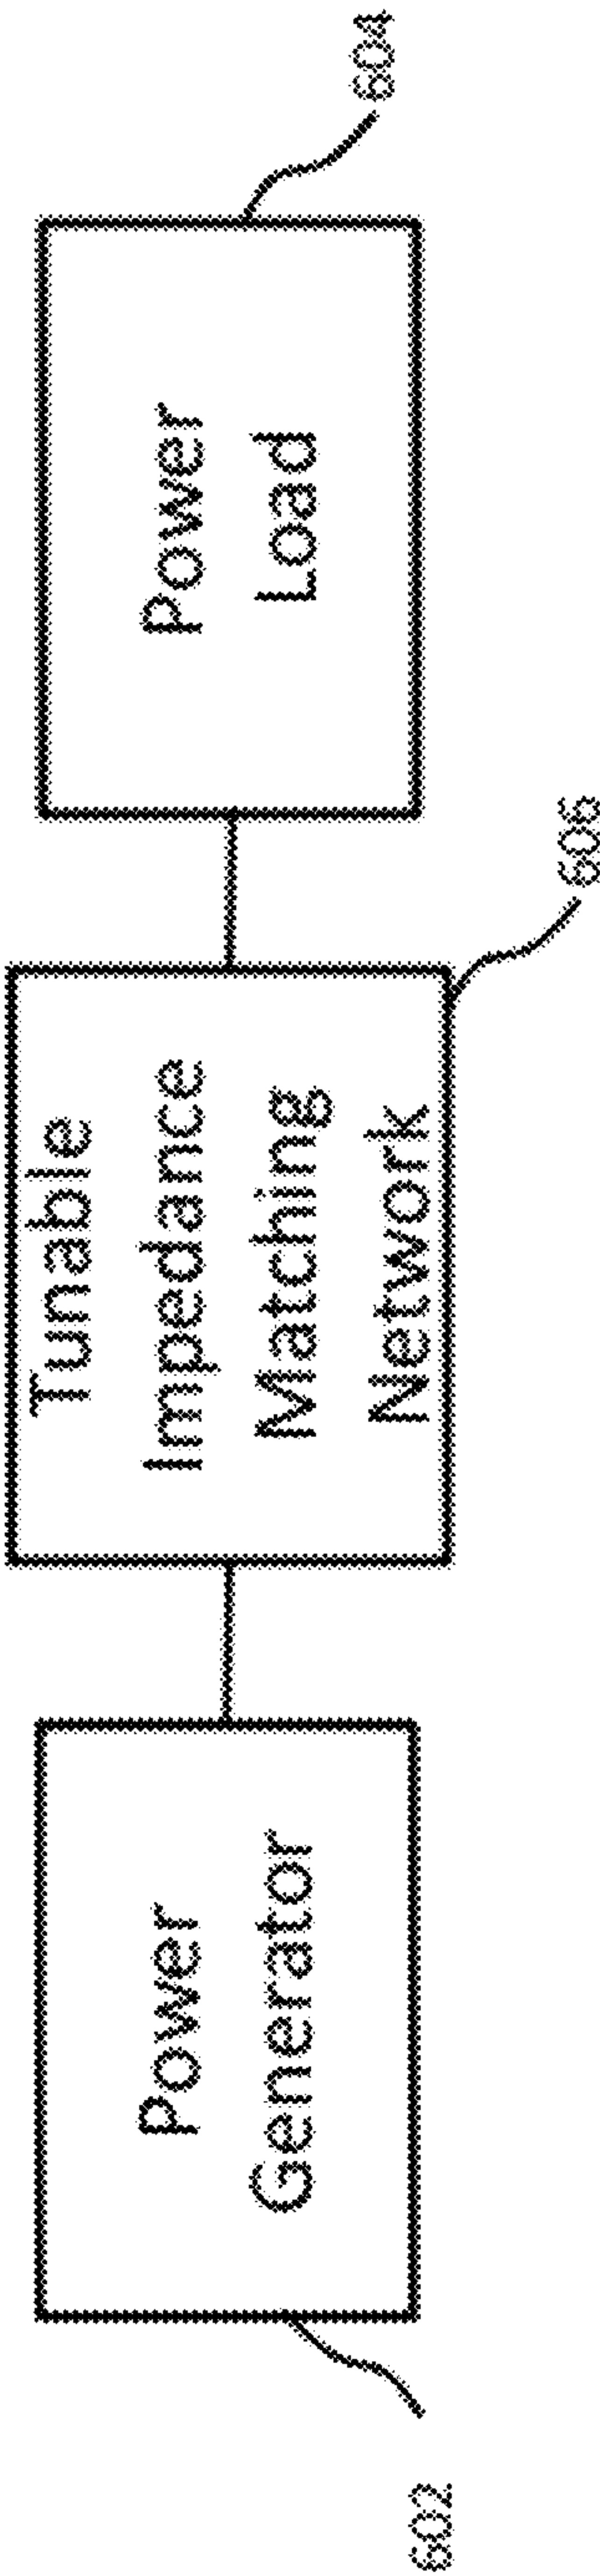 Power
Generator
602
Tunable
Impedance
Matching
Network
606
Power
Load
604